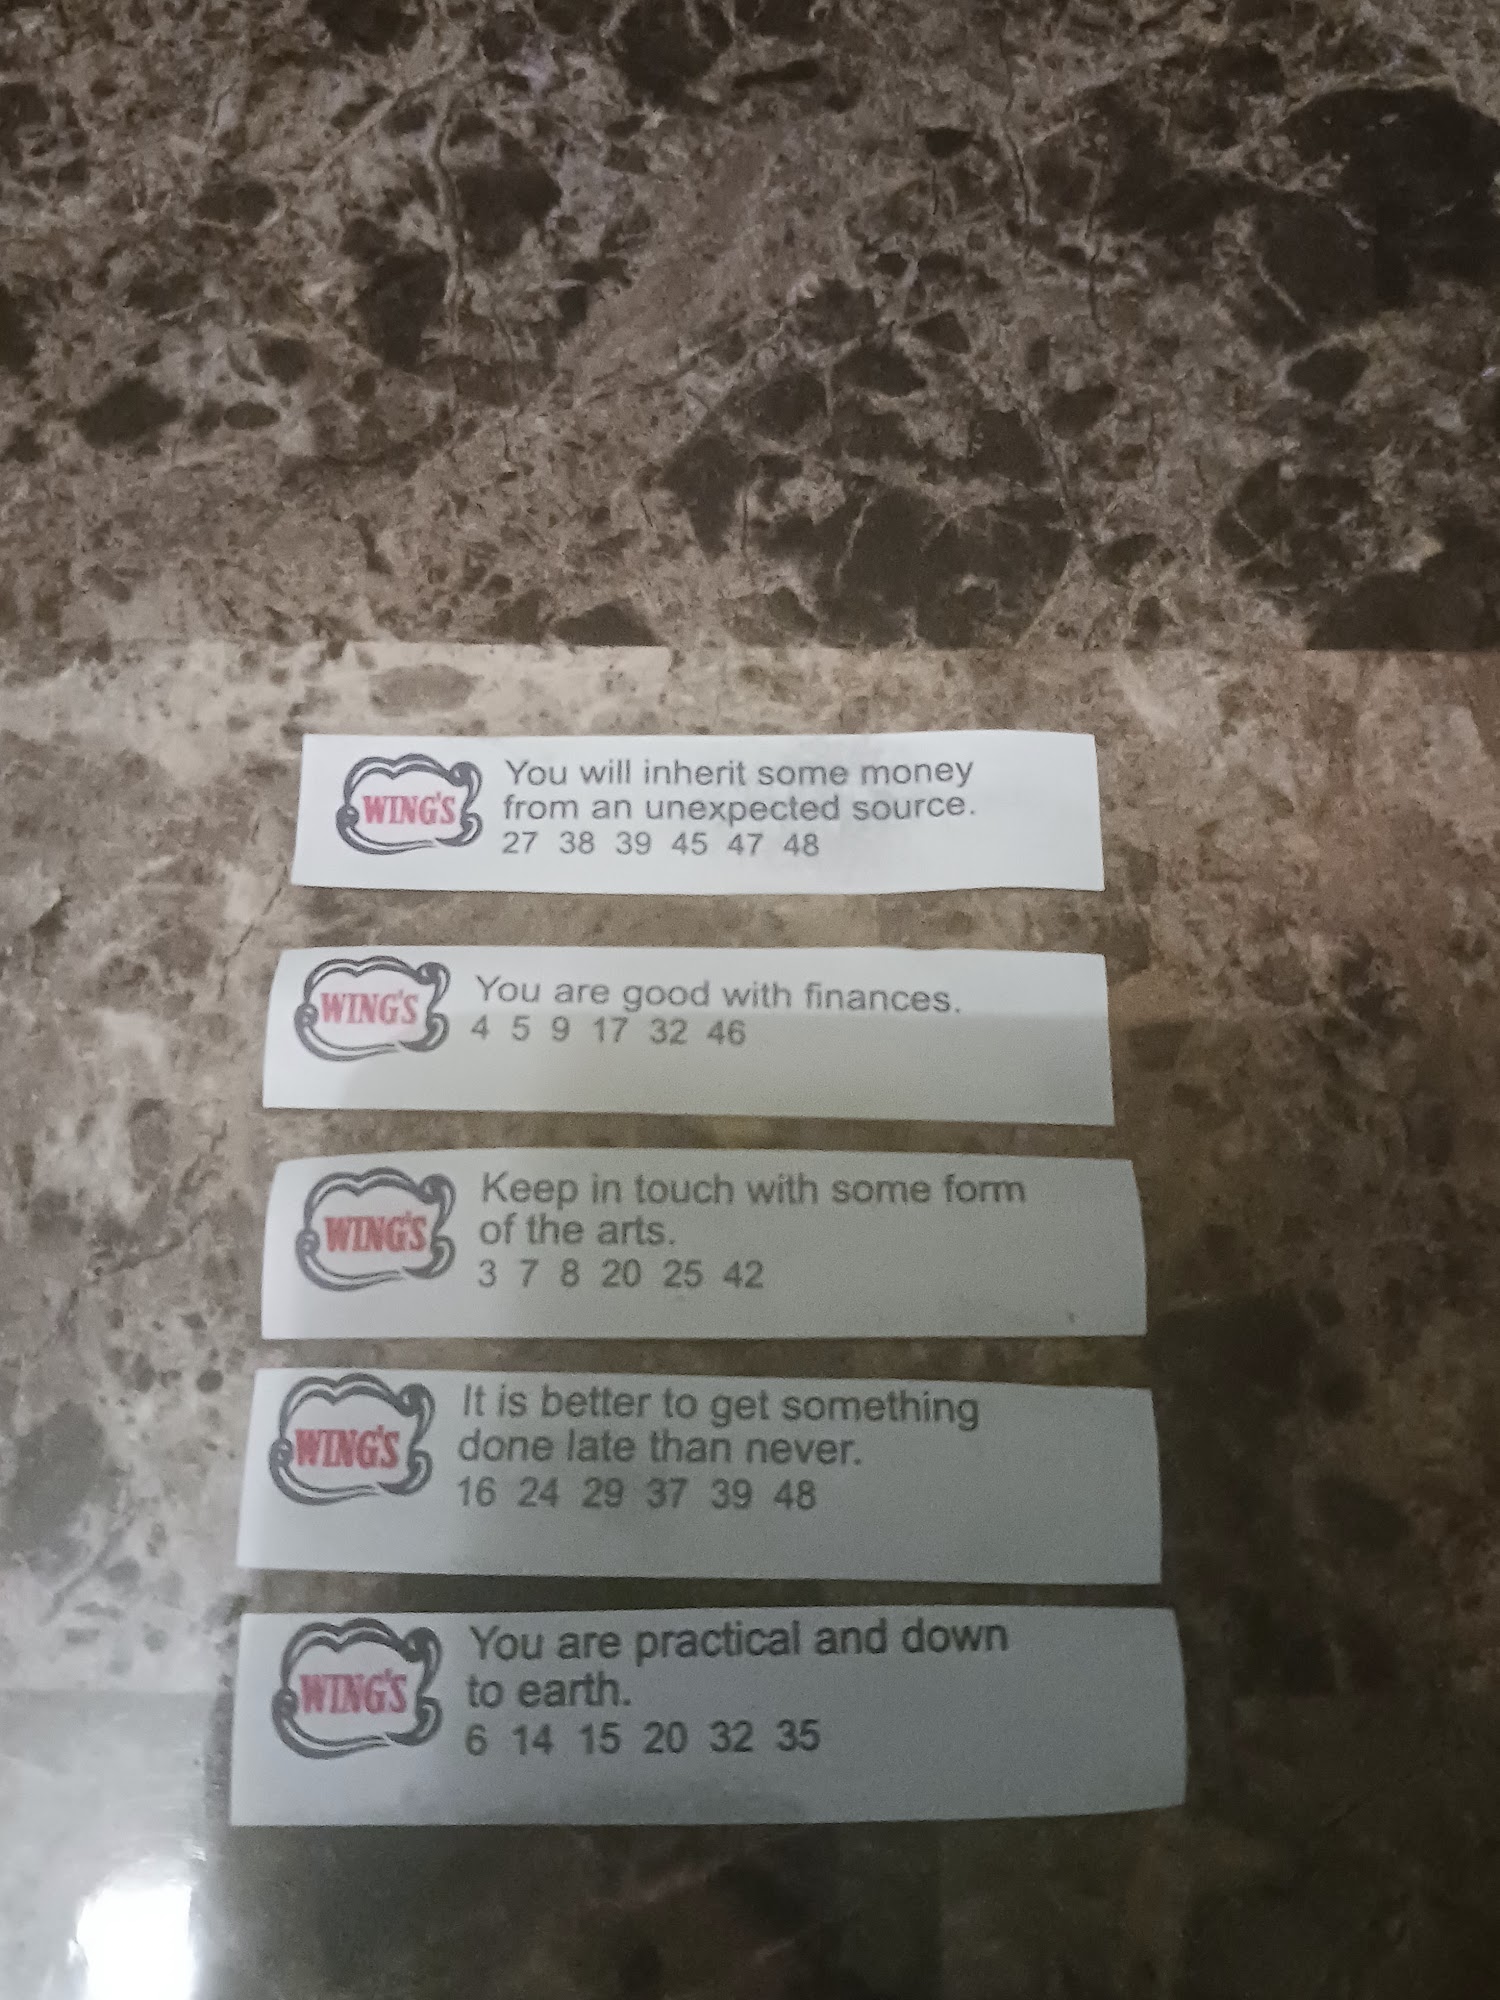 WING'S
You will inherit some money
from an unexpected source.
27 38 39 45 47 48
WING'S
You are good with finances.
4 5 9 17 32 46
WING'S
Keep in touch with some form
of the arts.
3 7 8 20 25 42
WING'S
It is better to get something
done late than never.
16 24 29 37 39 48
WING'S
You are practical and down
to earth.
6 14 15 20 32 35